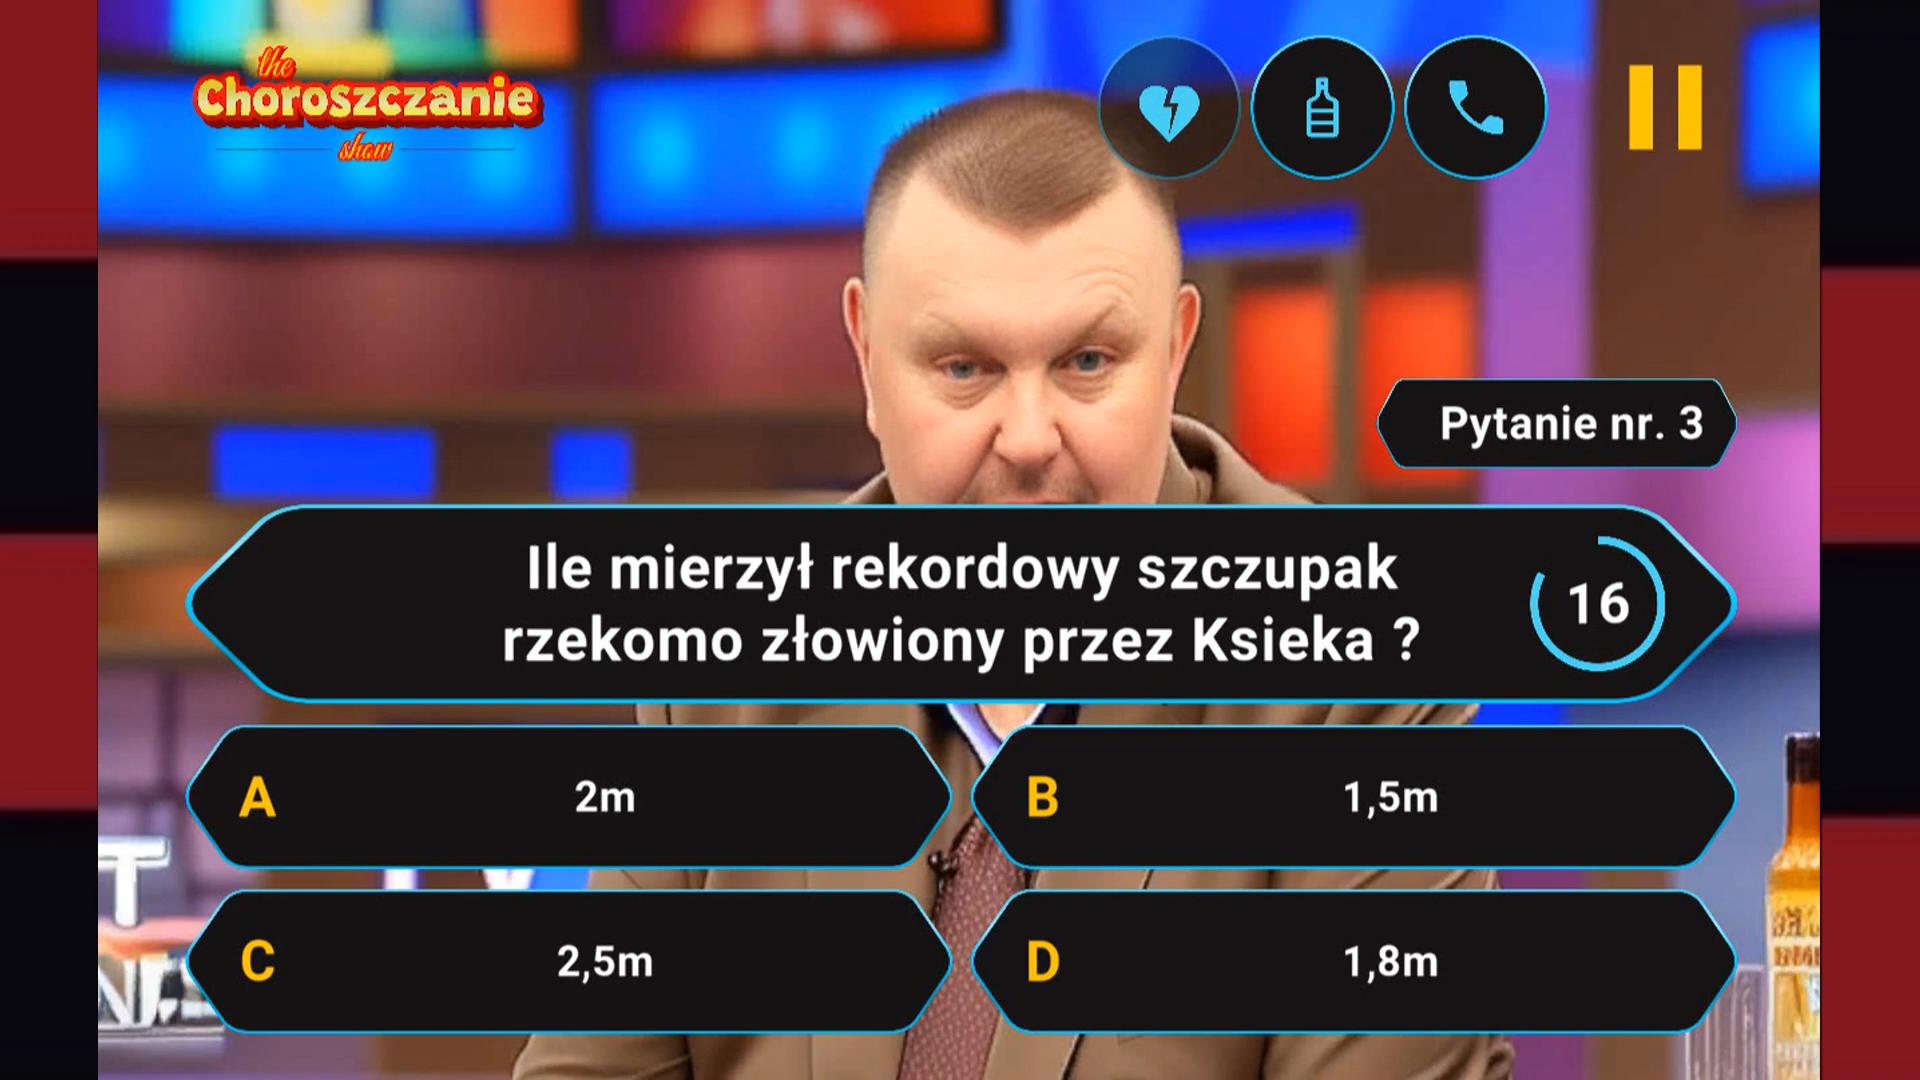 the
Choroszczanie
show
Pytanie nr. 3
Ile mierzył rekordowy szczupak
rzekomo złowiony przez Ksieka ?
16
A 2m
B 1,5m
C 2,5m
D 1,8m